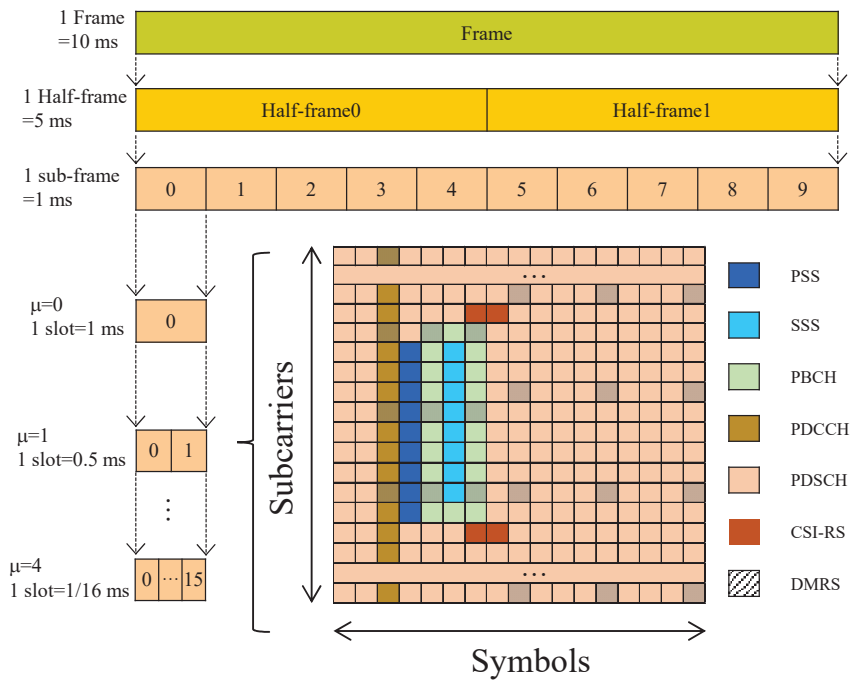 1 Frame
=10 ms
Frame
1 Half-frame
=5 ms
Half-frame0
Half-frame1
1 sub-frame
=1 ms
0 1 2 3 4 5 6 7 8 9
μ=0
1 slot=1 ms
0
μ=1
1 slot=0.5 ms
0 1
⋮
μ=4
1 slot=1/16 ms
0 ··· 15
Subcarriers
...
...
Symbols
PSS
SSS
PBCH
PDCCH
PDSCH
CSI-RS
DMRS